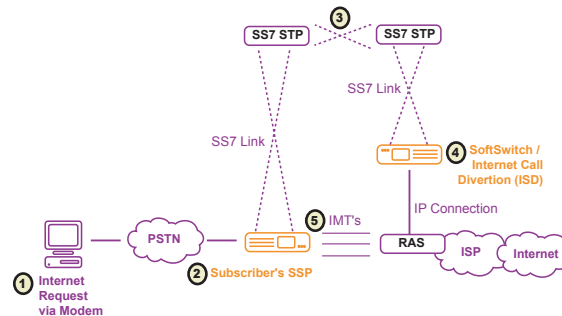 3
SS7 STP
SS7 STP
SS7 Link
SS7 Link
4
SoftSwitch /
Internet Call
Divertion (ISD)
IP Connection
5
IMT's
PSTN
RAS
ISP
Internet
2
Subscriber's SSP
1
Internet
Request
via Modem